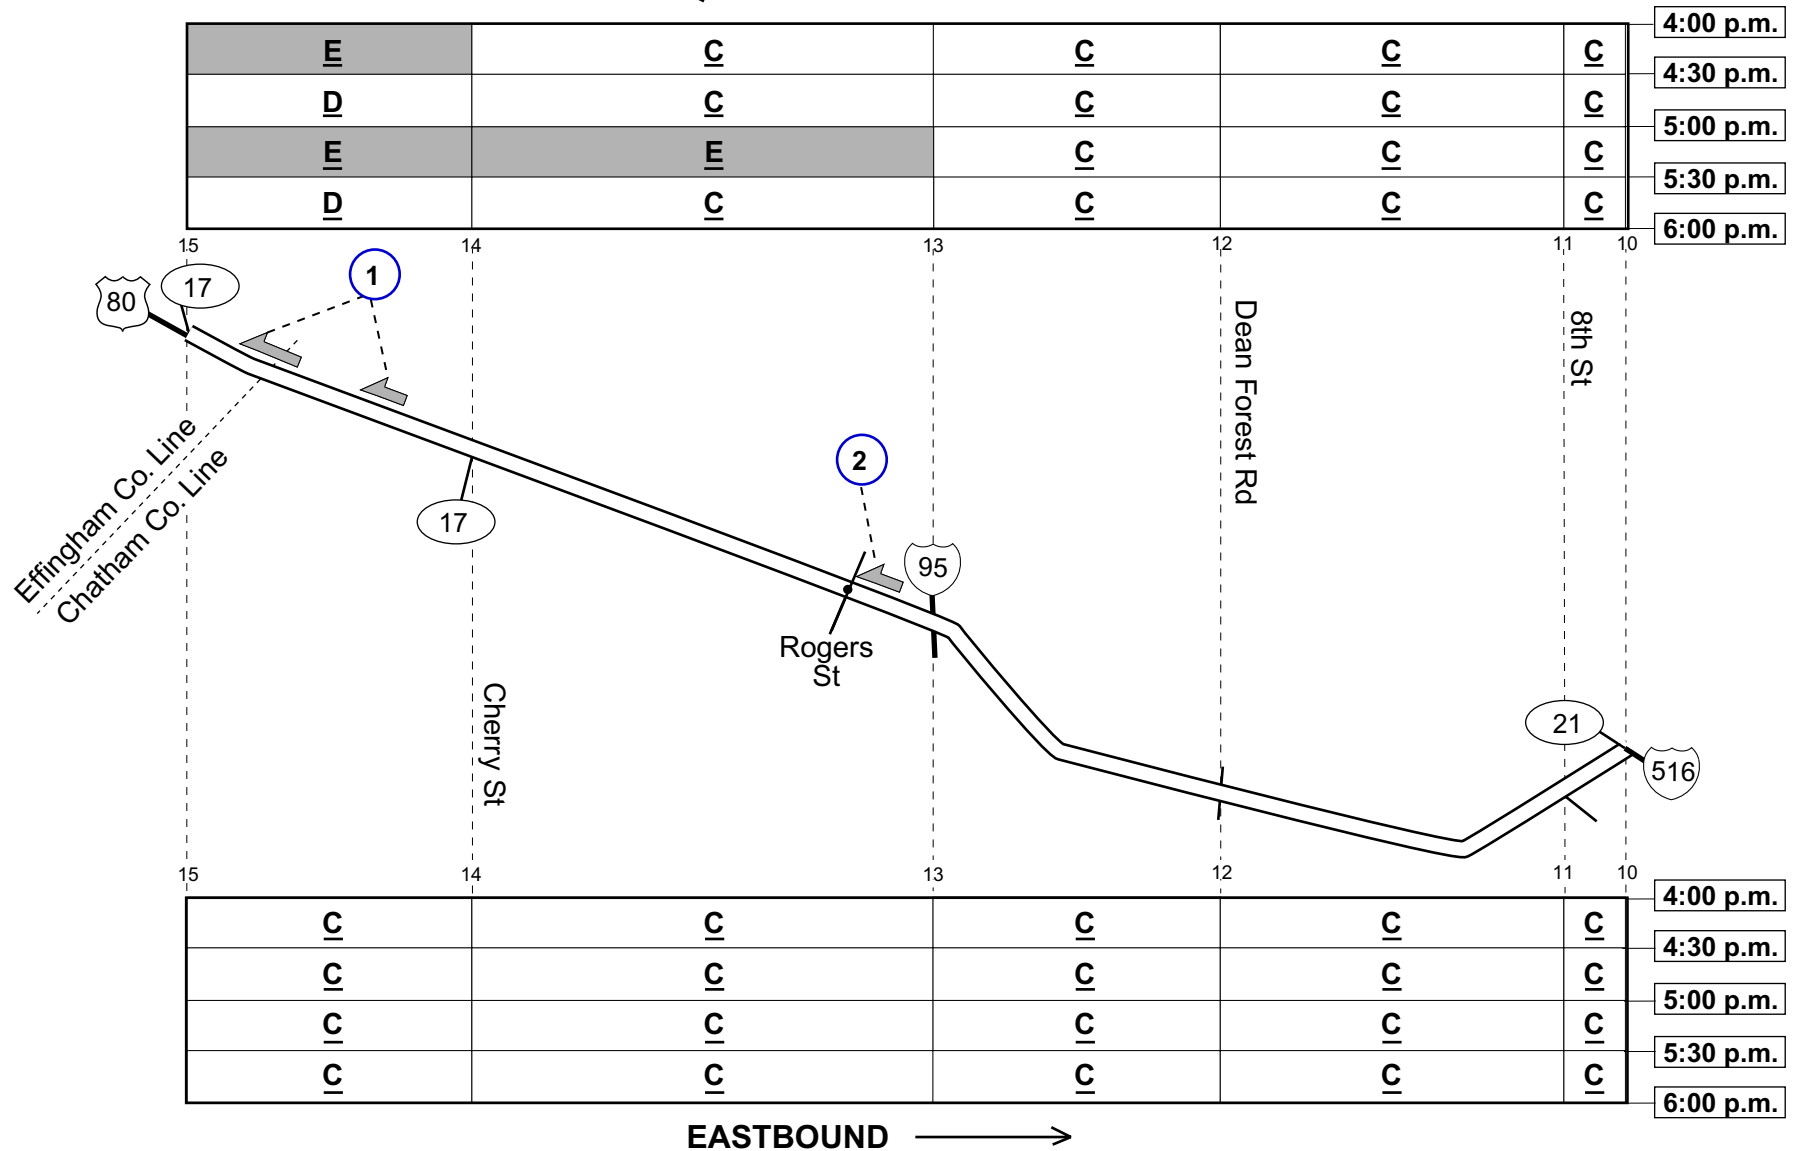 4:00 p.m.
E C C C C
4:30 p.m.
D C C C C
5:00 p.m.
E E C C C
5:30 p.m.
D C C C C
6:00 p.m.
15 14 13 12 11 10
1
80
17
Dean Forest Rd
8th St
Effingham Co. Line
Chatham Co. Line
2
17
95
Rogers
St
Cherry St
21
516
15 14 13 12 11 10
4:00 p.m.
C C C C C
4:30 p.m.
C C C C C
5:00 p.m.
C C C C C
5:30 p.m.
C C C C C
6:00 p.m.
EASTBOUND